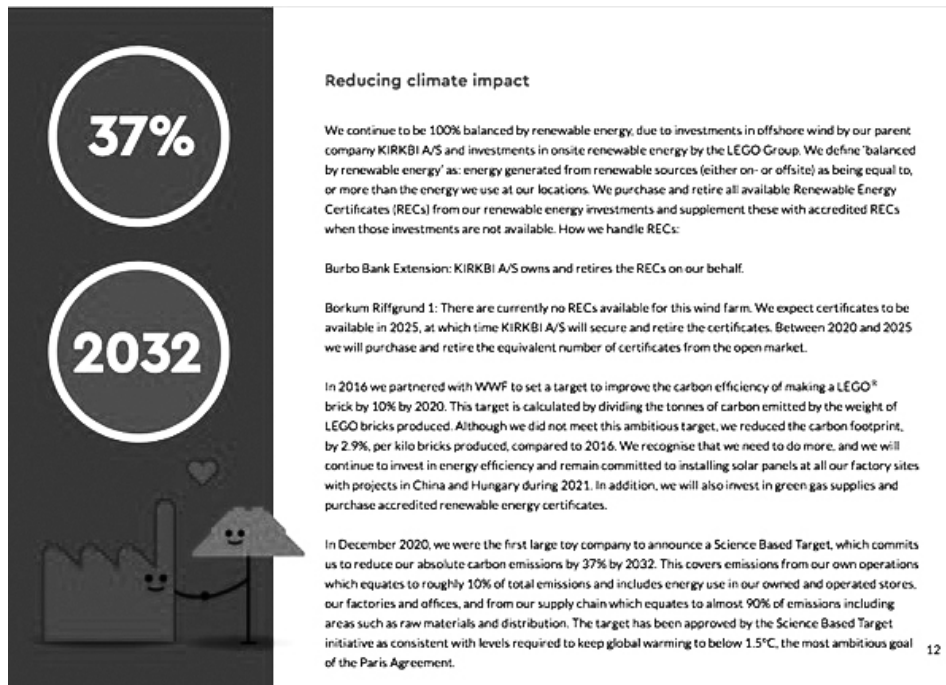 37%
2032
Reducing climate impact
We continue to be 100% balanced by renewable energy, due to investments in offshore wind by our parent
company KIRKBI A/S and investments in onsite renewable energy by the LEGO Group. We define 'balanced
by renewable energy' as: energy generated from renewable sources (either on- or offsite) as being equal to,
or more than the energy we use at our locations. We purchase and retire all available Renewable Energy
Certificates (RECs) from our renewable energy investments and supplement these with accredited RECs
when those investments are not available. How we handle RECs:
Burbo Bank Extension: KIRKBI A/S owns and retires the RECs on our behalf.
Borkum Riffgrund 1: There are currently no RECs available for this wind farm. We expect certificates to be
available in 2025, at which time KIRKBI A/S will secure and retire the certificates. Between 2020 and 2025
we will purchase and retire the equivalent number of certificates from the open market.
In 2016 we partnered with WWF to set a target to improve the carbon efficiency of making a LEGO®
brick by 10% by 2020. This target is calculated by dividing the tonnes of carbon emitted by the weight of
LEGO bricks produced. Although we did not meet this ambitious target, we reduced the carbon footprint,
by 2.9%, per kilo bricks produced, compared to 2016. We recognise that we need to do more, and we will
continue to invest in energy efficiency and remain committed to installing solar panels at all our factory sites
with projects in China and Hungary during 2021. In addition, we will also invest in green gas supplies and
purchase accredited renewable energy certificates.
In December 2020, we were the first large toy company to announce a Science Based Target, which commits
us to reduce our absolute carbon emissions by 37% by 2032. This covers emissions from our own operations
which equates to roughly 10% of total emissions and includes energy use in our owned and operated stores,
our factories and offices, and from our supply chain which equates to almost 90% of emissions including
areas such as raw materials and distribution. The target has been approved by the Science Based Target
initiative as consistent with levels required to keep global warming to below 1.5°C, the most ambitious goal
of the Paris Agreement.
12